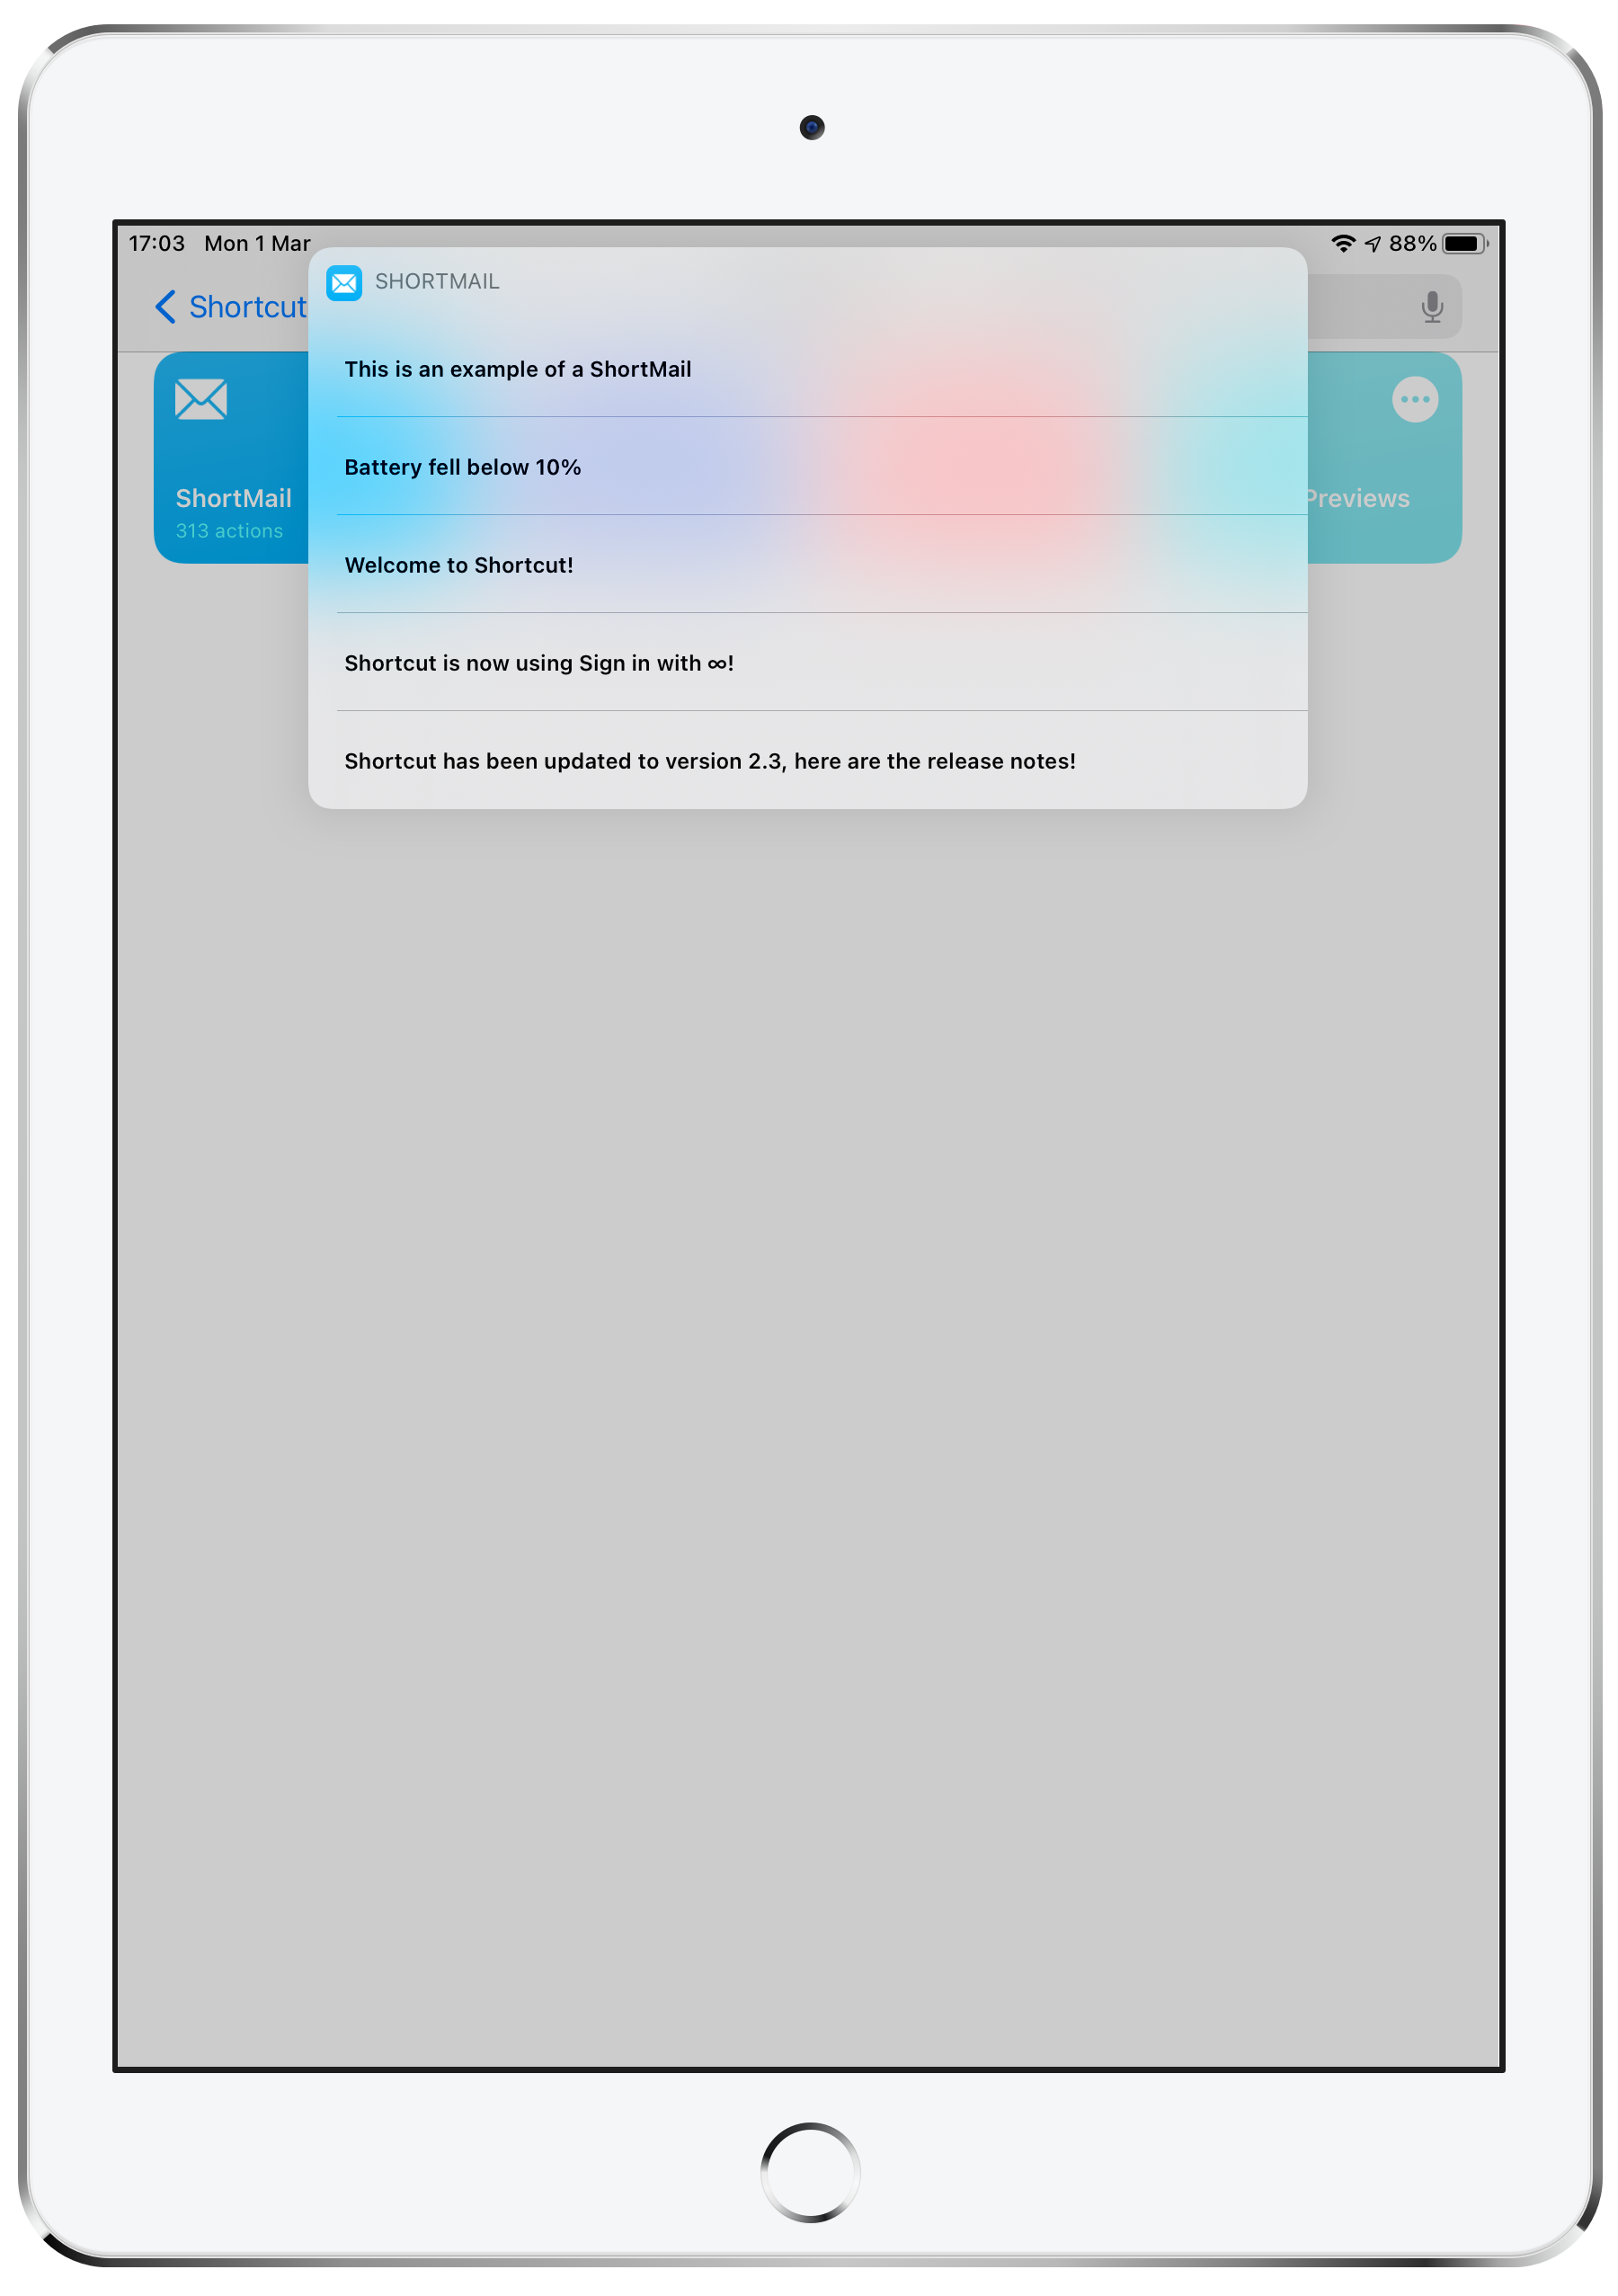 17:03 Mon 1 Mar 88%
Shortcut
SHORTMAIL
This is an example of a ShortMail
Battery fell below 10%
ShortMail
313 actions
Previews
Welcome to Shortcut!
Shortcut is now using Sign in with ∞!
Shortcut has been updated to version 2.3, here are the release notes!